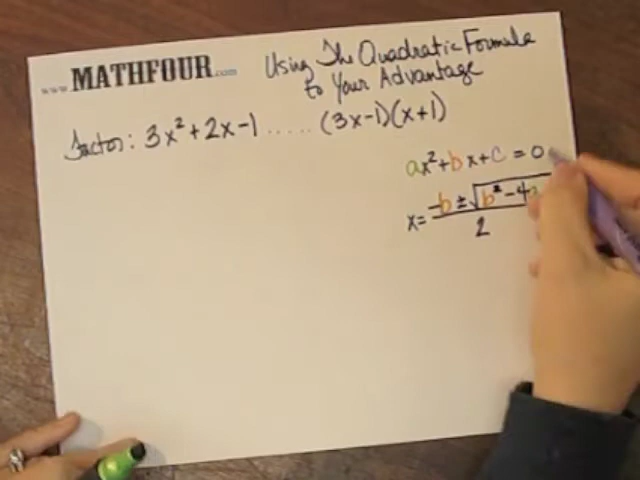 www.MATHFOUR.com
Using The Quadratic Formula
to Your Advantage
Factor: 3x² + 2x - 1 ..... (3x-1)(x+1)
ax² + bx + c = 0
x = -b ± √b² - 4a
2